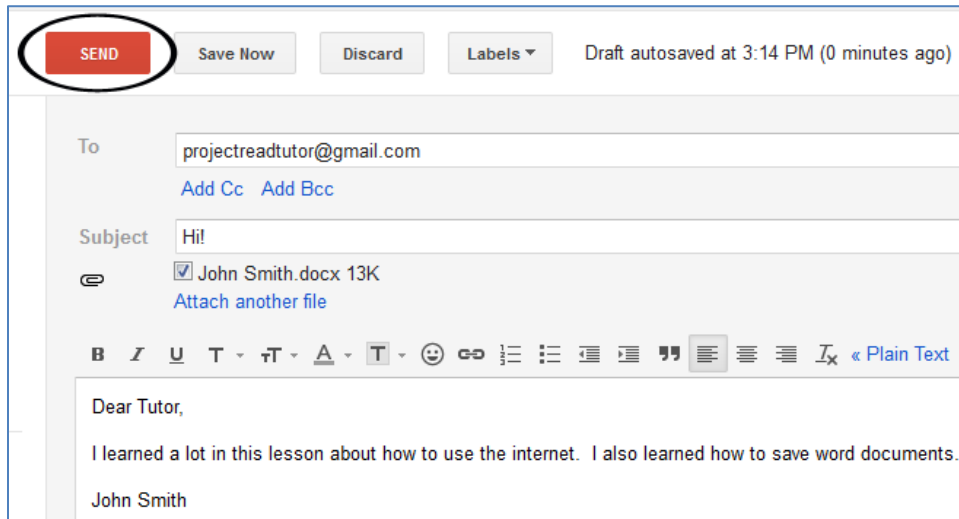 SEND Save Now Discard Labels Draft autosaved at 3:14 PM (0 minutes ago)
To projectreadtutor@gmail.com
Add Cc Add Bcc
Subject Hi!
John Smith.docx 13K
Attach another file
B I U T T A T T « Plain Text
Dear Tutor,
I learned a lot in this lesson about how to use the internet. I also learned how to save word documents.
John Smith